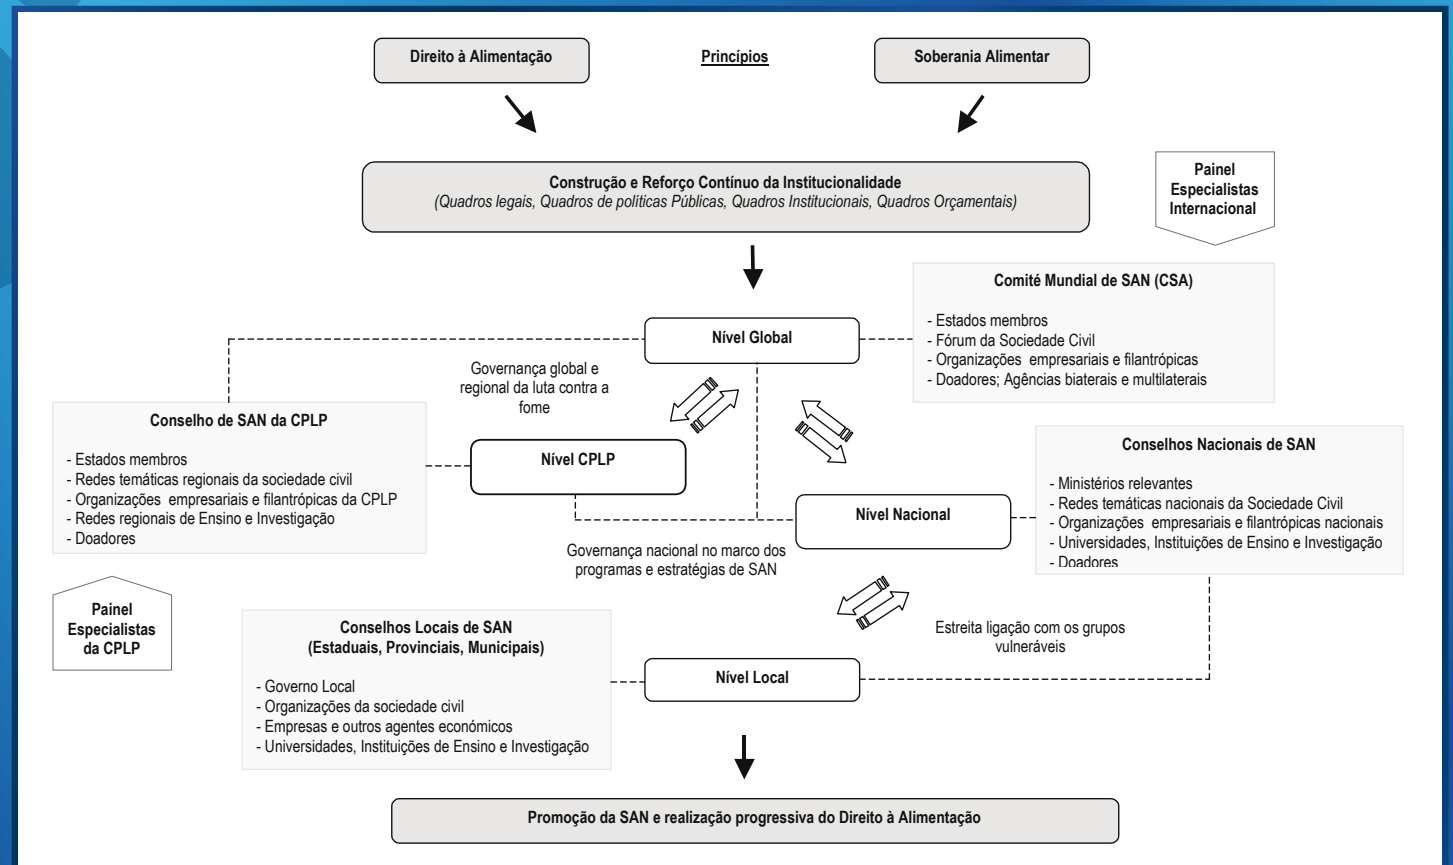 Direito à Alimentação
Princípios
Soberania Alimentar
Construção e Reforço Contínuo da Institucionalidade
(Quadros legais, Quadros de políticas Públicas, Quadros Institucionais, Quadros Orçamentais)
Painel
Especialistas
Internacional
Comité Mundial de SAN (CSA)
- Estados membros
- Fórum da Sociedade Civil
- Organizações empresariais e filantrópicas
- Doadores; Agências biaterais e multilaterais
Nível Global
Governança global e
regional da luta contra a
fome
Conselho de SAN da CPLP
- Estados membros
- Redes temáticas regionais da sociedade civil
- Organizações empresariais e filantrópicas da CPLP
- Redes regionais de Ensino e Investigação
- Doadores
Nível CPLP
Conselhos Nacionais de SAN
- Ministérios relevantes
- Redes temáticas nacionais da Sociedade Civil
- Organizações empresariais e filantrópicas nacionais
- Universidades, Instituições de Ensino e Investigação
- Doadores
Nível Nacional
Governança nacional no marco dos
programas e estratégias de SAN
Painel
Especialistas
da CPLP
Conselhos Locais de SAN
(Estaduais, Provinciais, Municipais)
- Governo Local
- Organizações da sociedade civil
- Empresas e outros agentes económicos
- Universidades, Instituições de Ensino e Investigação
Estreita ligação com os grupos
vulneráveis
Nível Local
Promoção da SAN e realização progressiva do Direito à Alimentação